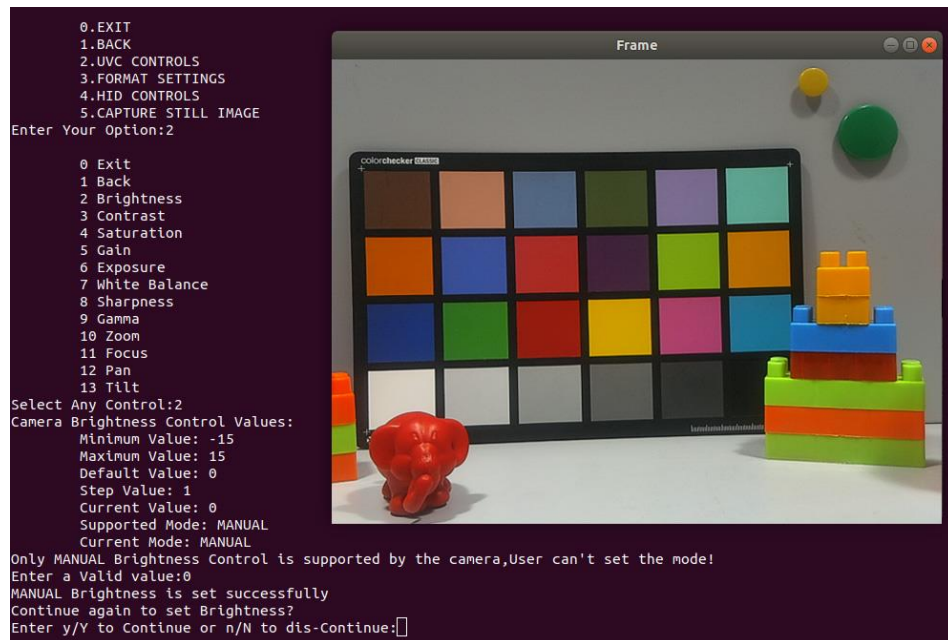 0.EXIT
1.BACK
2.UVC CONTROLS
3.FORMAT SETTINGS
4.HID CONTROLS
5.CAPTURE STILL IMAGE
Enter Your Option:2
0 Exit
1 Back
2 Brightness
3 Contrast
4 Saturation
5 Gain
6 Exposure
7 White Balance
8 Sharpness
9 Gamma
10 Zoom
11 Focus
12 Pan
13 Tilt
Select Any Control:2
Camera Brightness Control Values:
Minimum Value: -15
Maximum Value: 15
Default Value: 0
Step Value: 1
Current Value: 0
Supported Mode: MANUAL
Current Mode: MANUAL
Only MANUAL Brightness Control is supported by the camera,User can't set the mode!
Enter a Valid value:0
MANUAL Brightness is set successfully
Continue again to set Brightness?
Enter y/Y to Continue or n/N to dis-Continue:
Frame
colorchecker CLASSIC